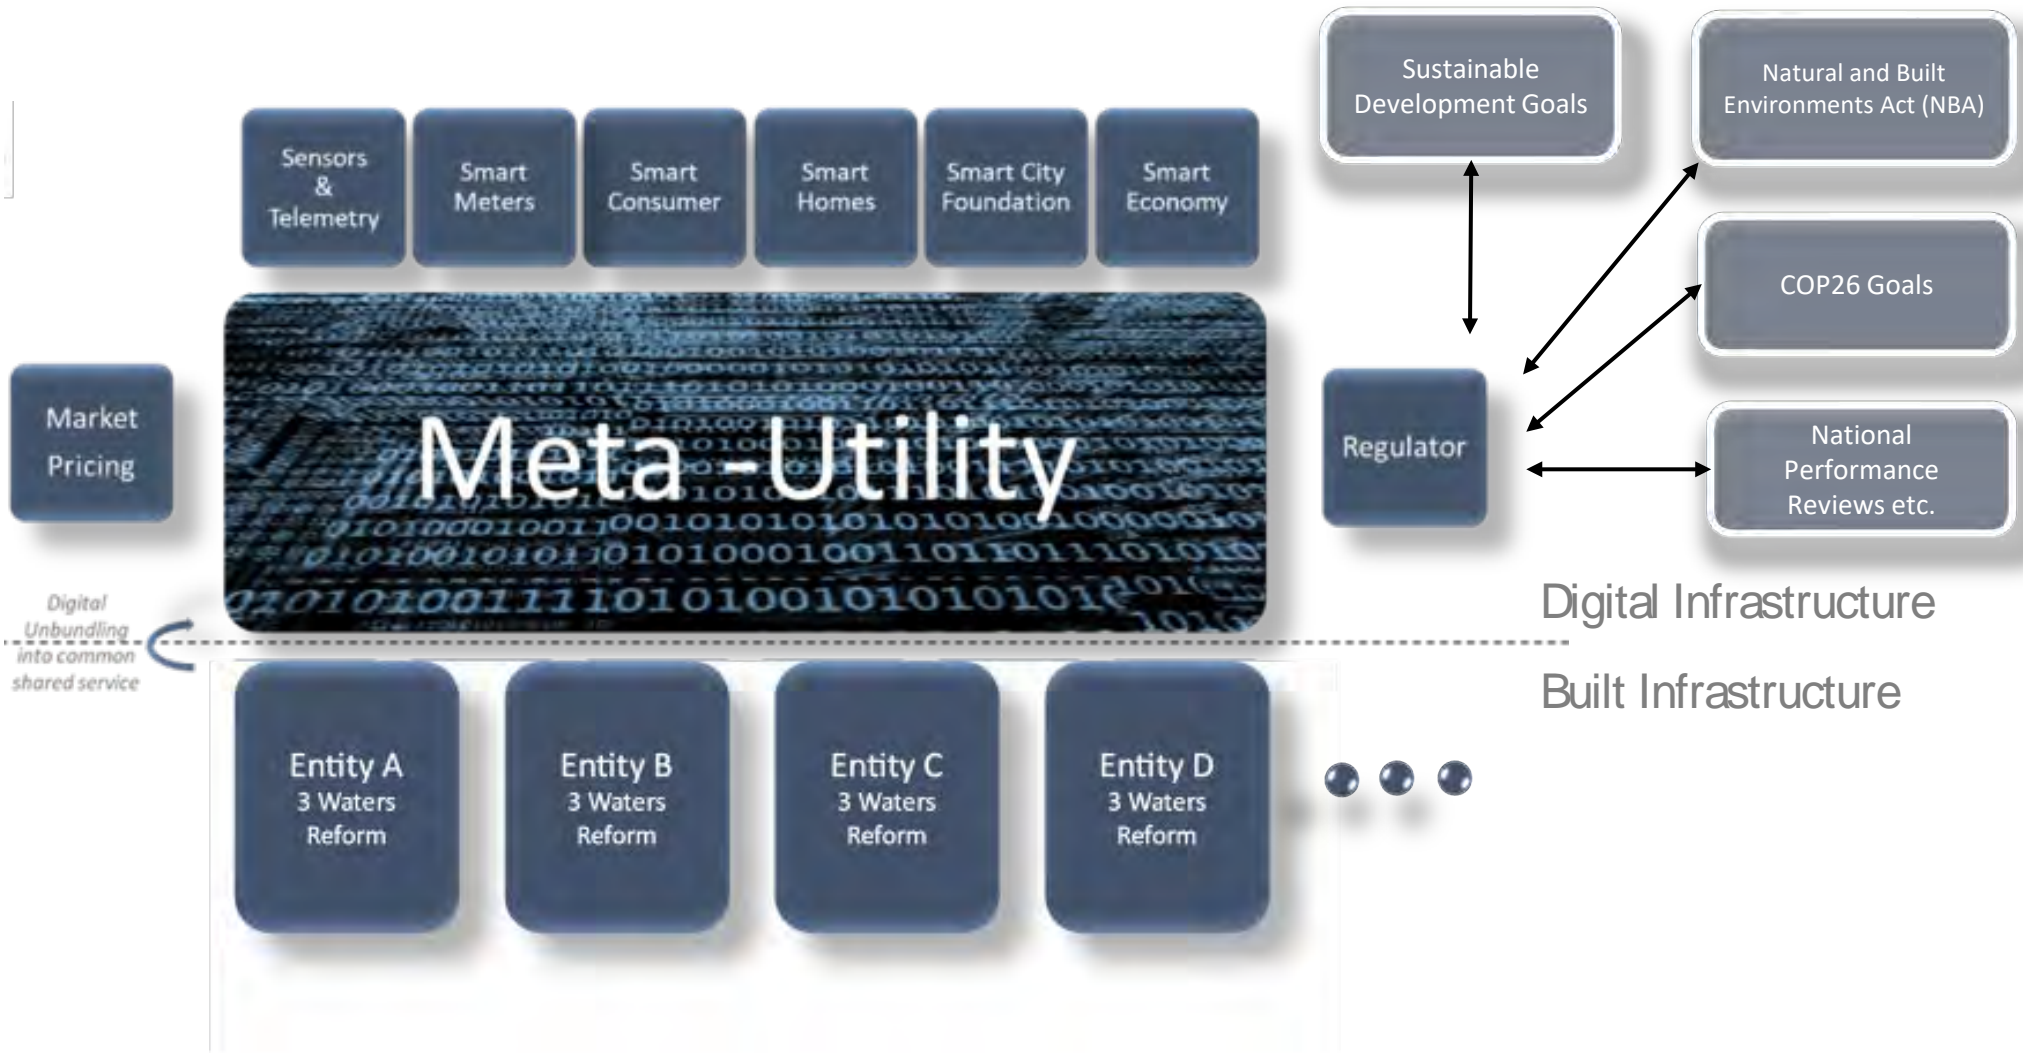 Sustainable
Development Goals
Natural and Built
Environments Act (NBA)
Sensors
&
Telemetry
Smart
Meters
Smart
Consumer
Smart
Homes
Smart City
Foundation
Smart
Economy
COP26 Goals
Market
Pricing
Meta -Utility
Regulator
National
Performance
Reviews etc.
Digital
Unbundling
into common
shared service
Digital Infrastructure
Built Infrastructure
Entity A
3 Waters
Reform
Entity B
3 Waters
Reform
Entity C
3 Waters
Reform
Entity D
3 Waters
Reform